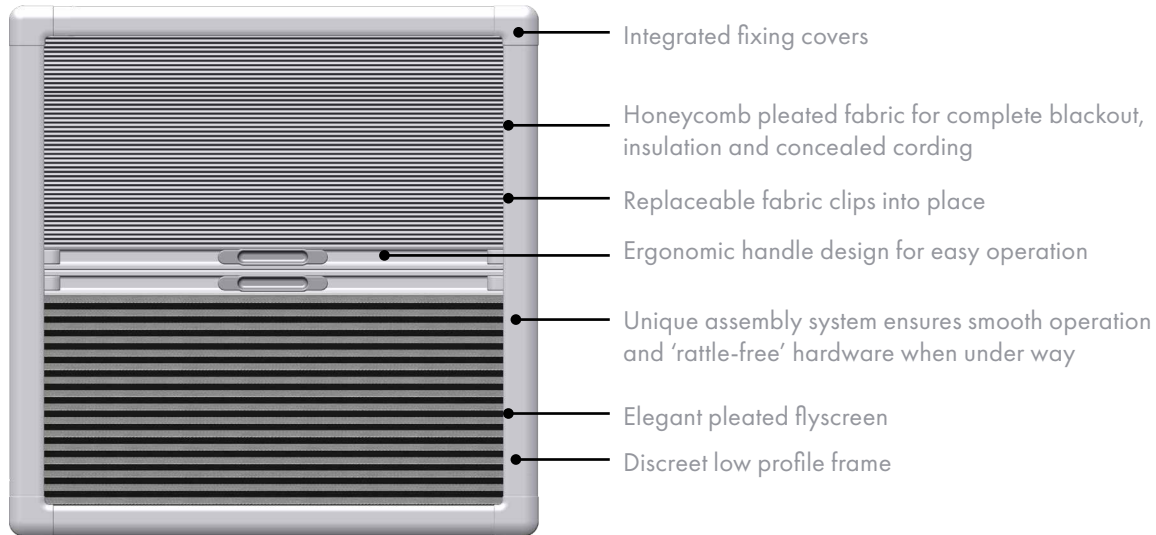 Integrated fixing covers
Honeycomb pleated fabric for complete blackout,
insulation and concealed cording
Replaceable fabric clips into place
Ergonomic handle design for easy operation
Unique assembly system ensures smooth operation
and ‘rattle-free’ hardware when under way
Elegant pleated flyscreen
Discreet low profile frame